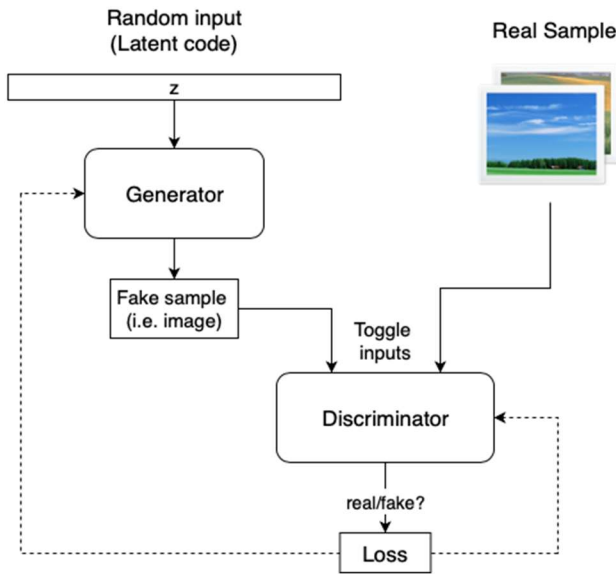 Random input
(Latent code)
Real Sample
z
Generator
Fake sample
(i.e. image)
Toggle
inputs
Discriminator
real/fake?
Loss